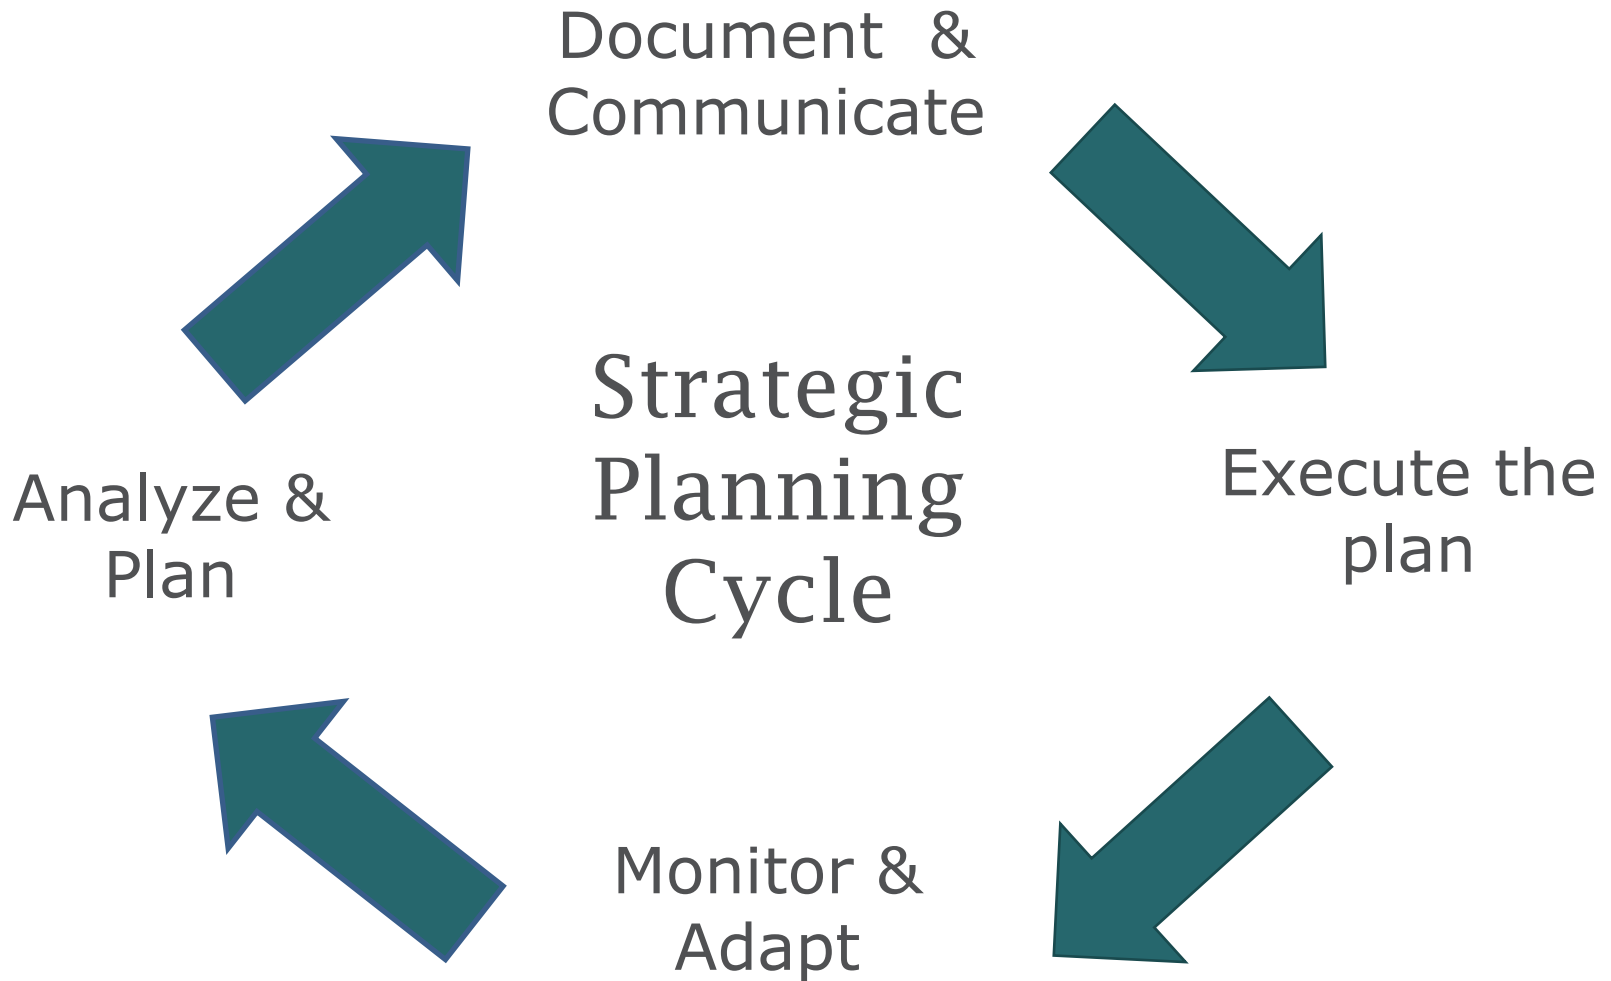 Document & 
Communicate
Strategic
Planning
Cycle
Analyze &
Plan
Execute the
plan
Monitor &
Adapt